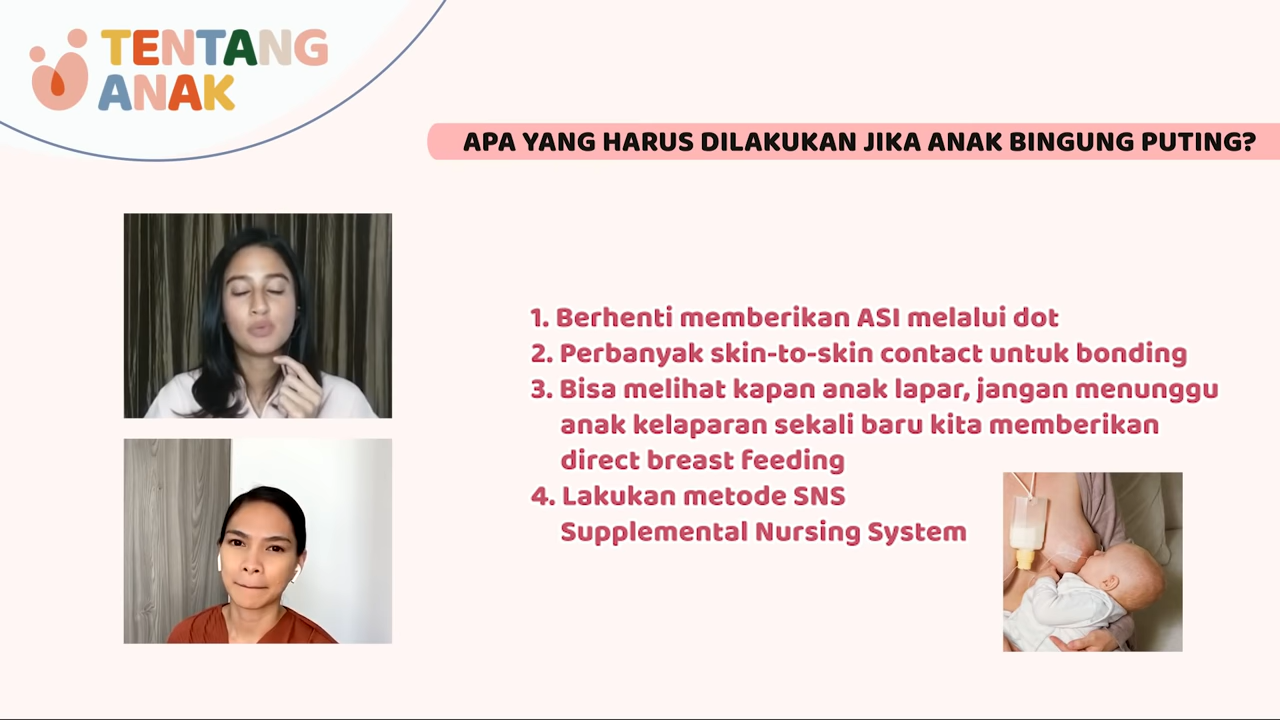 TENTANG
ANAK
APA YANG HARUS DILAKUKAN JIKA ANAK BINGUNG PUTING?
1. Berhenti memberikan ASI melalui dot
2. Perbanyak skin-to-skin contact untuk bonding
3. Bisa melihat kapan anak lapar, jangan menunggu
anak kelaparan sekali baru kita memberikan
direct breast feeding
4. Lakukan metode SNS
Supplemental Nursing System